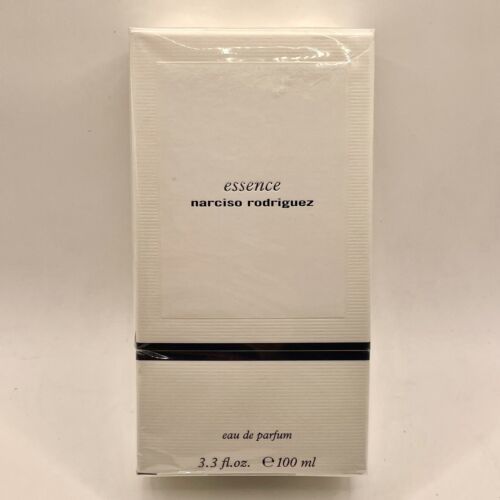 essence
narciso rodriguez
eau de parfum
3.3 fl.oz. ℮100 ml